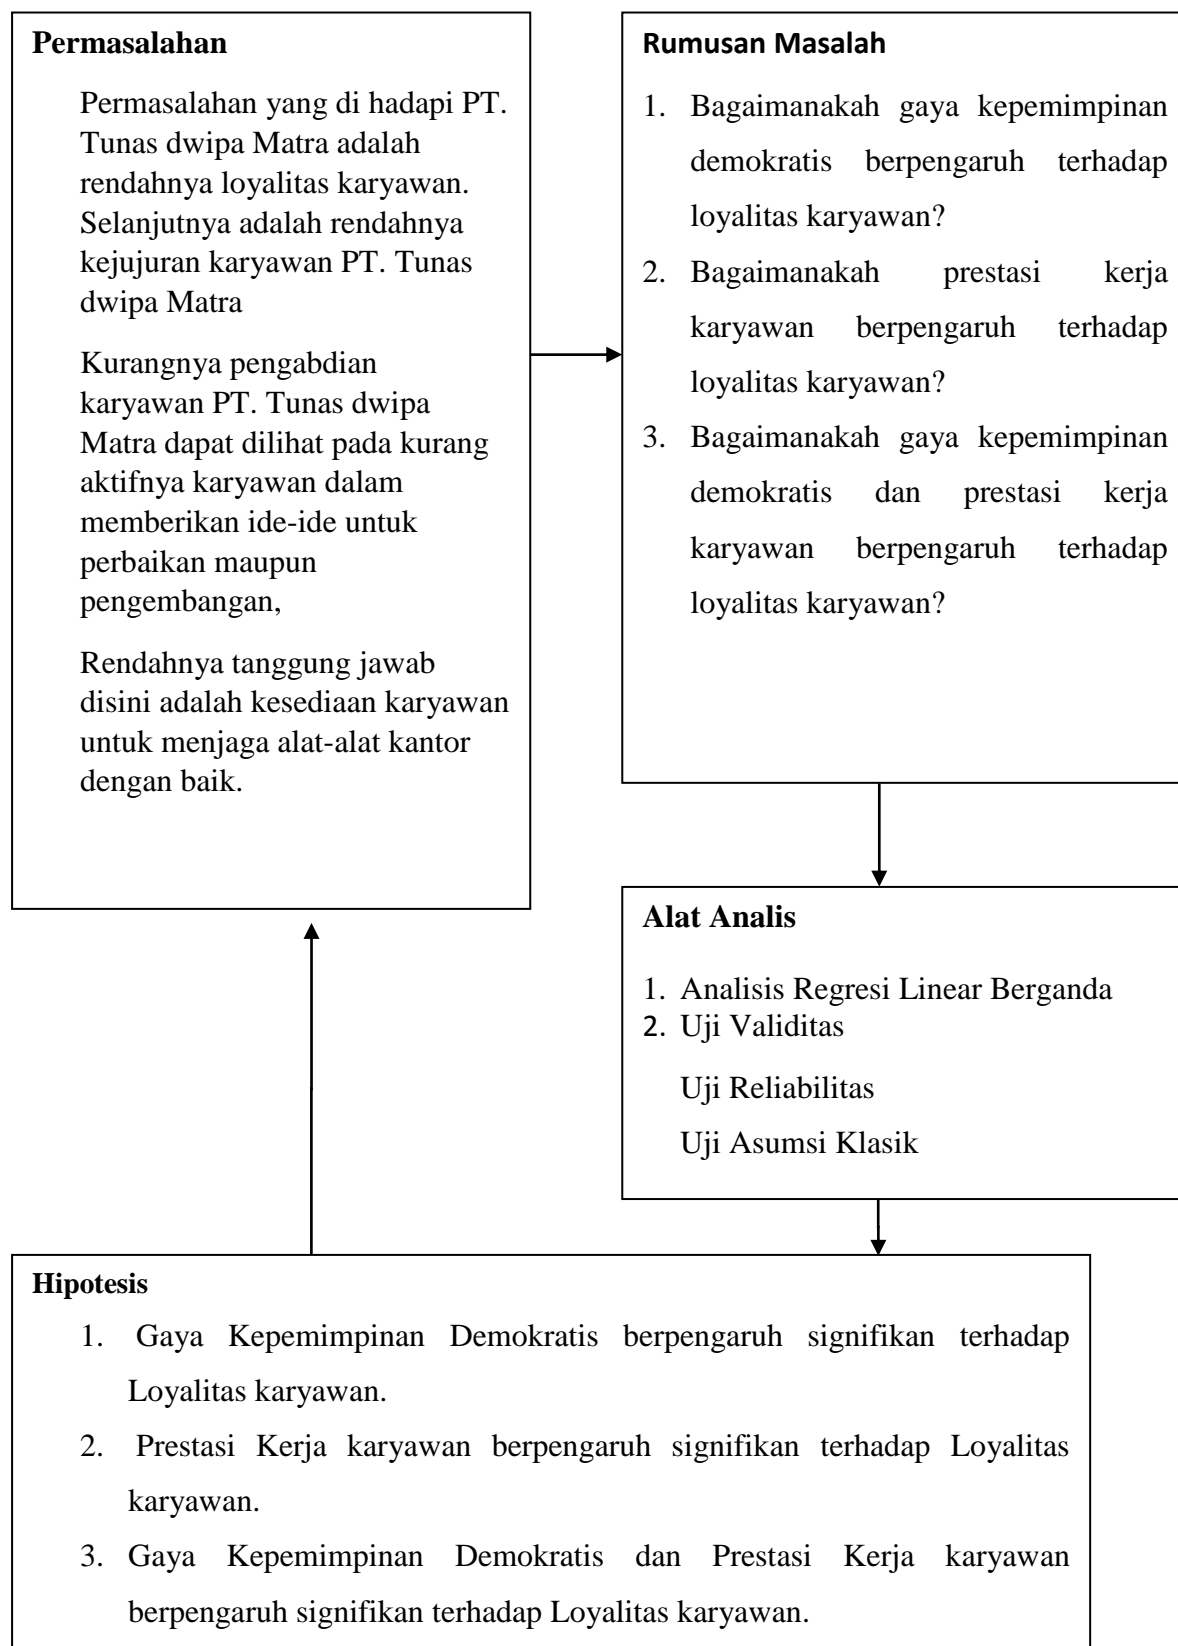 Permasalahan
Permasalahan yang di hadapi PT.
Tunas dwipa Matra adalah
rendahnya loyalitas karyawan.
Selanjutnya adalah rendahnya
kejujuran karyawan PT. Tunas
dwipa Matra
Kurangnya pengabdian
karyawan PT. Tunas dwipa
Matra dapat dilihat pada kurang
aktifnya karyawan dalam
memberikan ide-ide untuk
perbaikan maupun
pengembangan,
Rendahnya tanggung jawab
disini adalah kesediaan karyawan
untuk menjaga alat-alat kantor
dengan baik.
Rumusan Masalah
1. Bagaimanakah gaya kepemimpinan
demokratis berpengaruh terhadap
loyalitas karyawan?
2. Bagaimanakah prestasi kerja
karyawan berpengaruh terhadap
loyalitas karyawan?
3. Bagaimanakah gaya kepemimpinan
demokratis dan prestasi kerja
karyawan berpengaruh terhadap
loyalitas karyawan?
Alat Analis
1. Analisis Regresi Linear Berganda
2. Uji Validitas
Uji Reliabilitas
Uji Asumsi Klasik
Hipotesis
1. Gaya Kepemimpinan Demokratis berpengaruh signifikan terhadap
Loyalitas karyawan.
2. Prestasi Kerja karyawan berpengaruh signifikan terhadap Loyalitas
karyawan.
3. Gaya Kepemimpinan Demokratis dan Prestasi Kerja karyawan
berpengaruh signifikan terhadap Loyalitas karyawan.